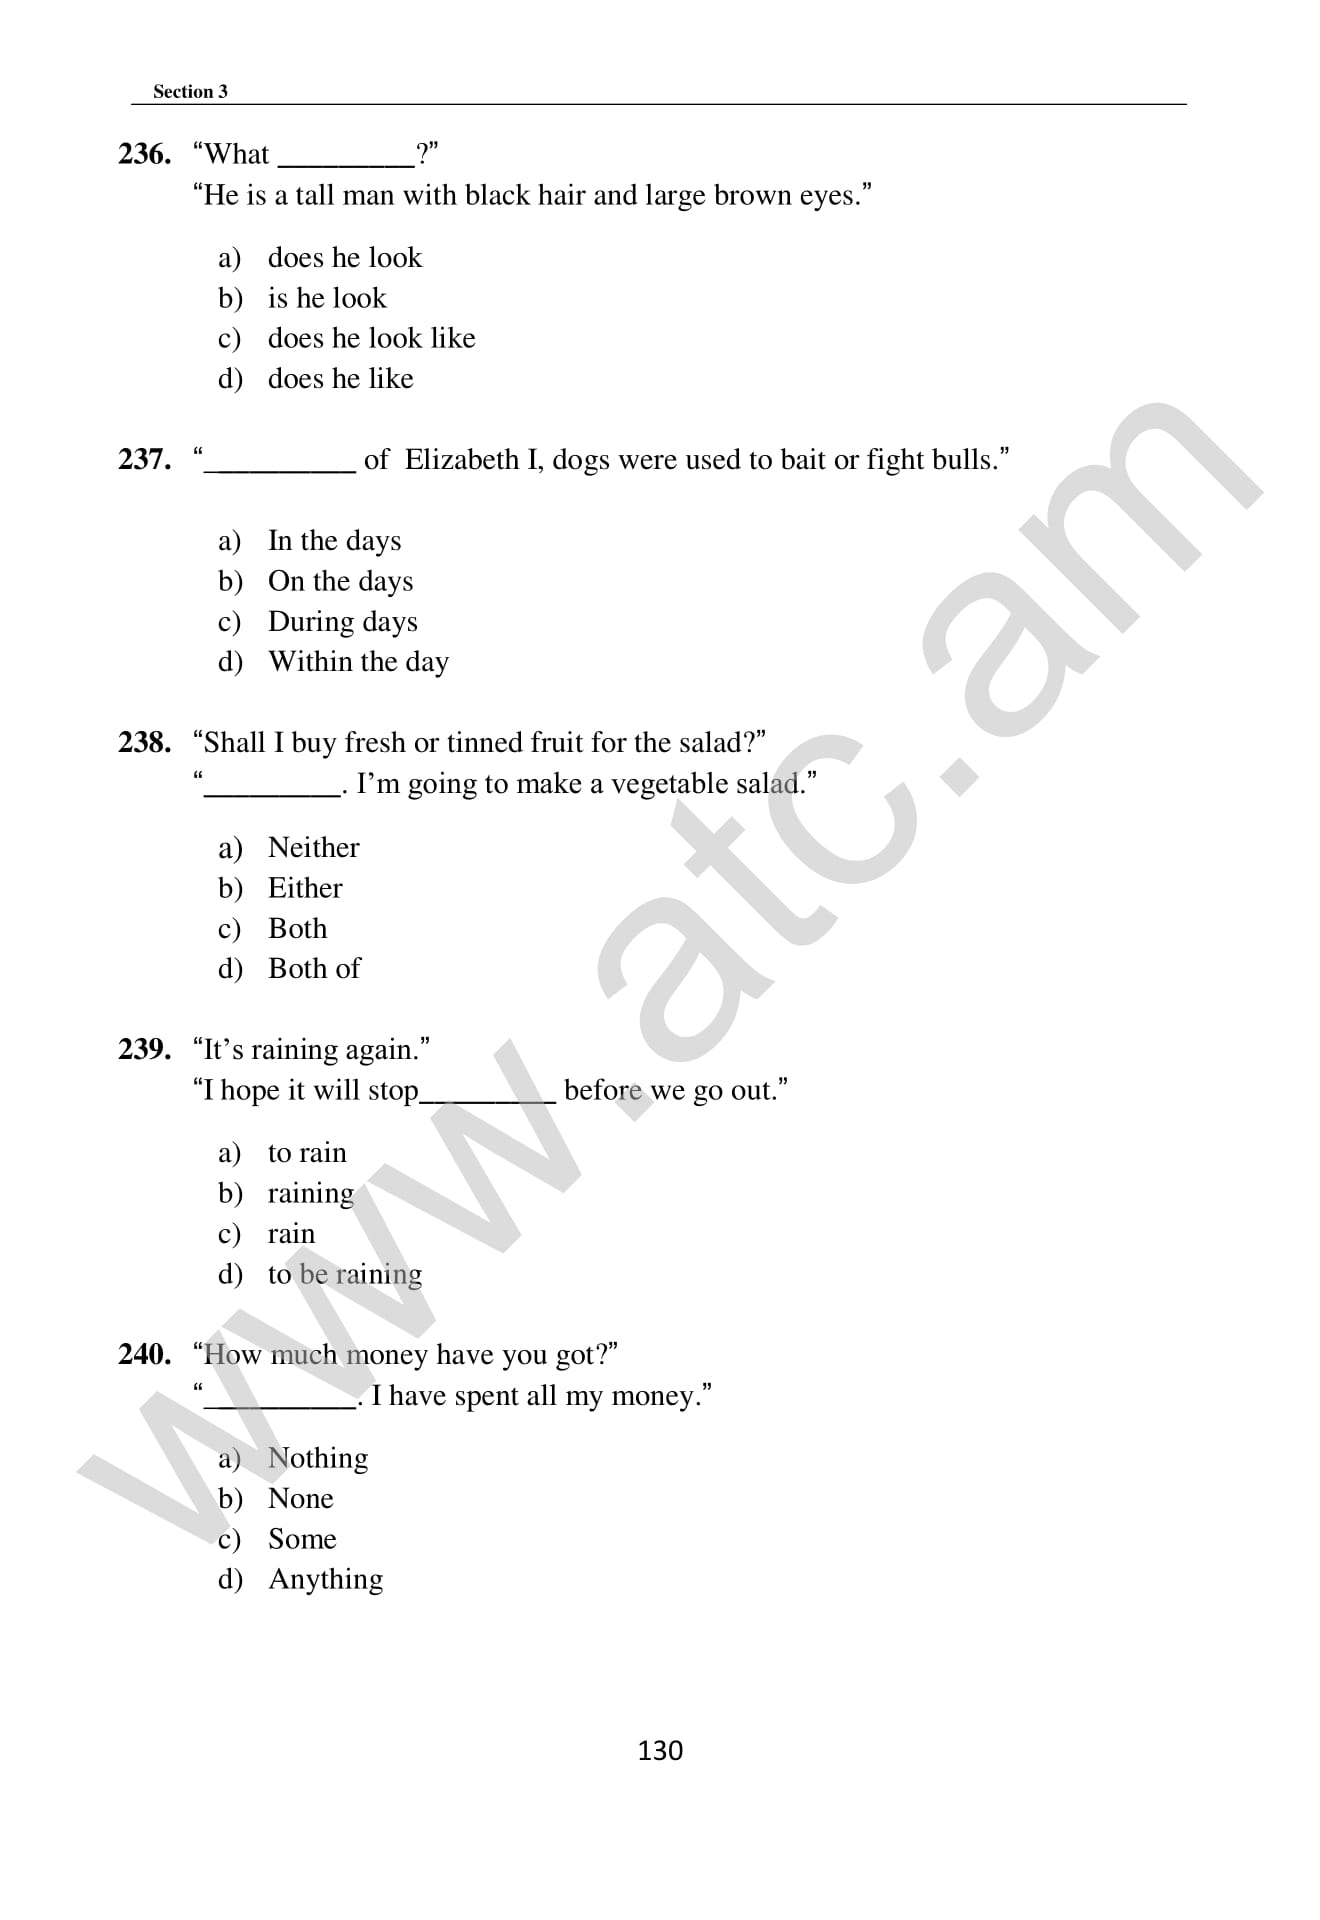 Section 3
236. “What _________?”
“He is a tall man with black hair and large brown eyes.”
a) does he look
b) is he look
c) does he look like
d) does he like
237. “__________ of Elizabeth I, dogs were used to bait or fight bulls.”
a) In the days
b) On the days
c) During days
d) Within the day
238. “Shall I buy fresh or tinned fruit for the salad?”
“_________. I’m going to make a vegetable salad.”
a) Neither
b) Either
c) Both
d) Both of
239. “It’s raining again.”
“I hope it will stop_________ before we go out.”
a) to rain
b) raining
c) rain
d) to be raining
240. “How much money have you got?”
“__________. I have spent all my money.”
a) Nothing
b) None
c) Some
d) Anything
130
www.atc.am